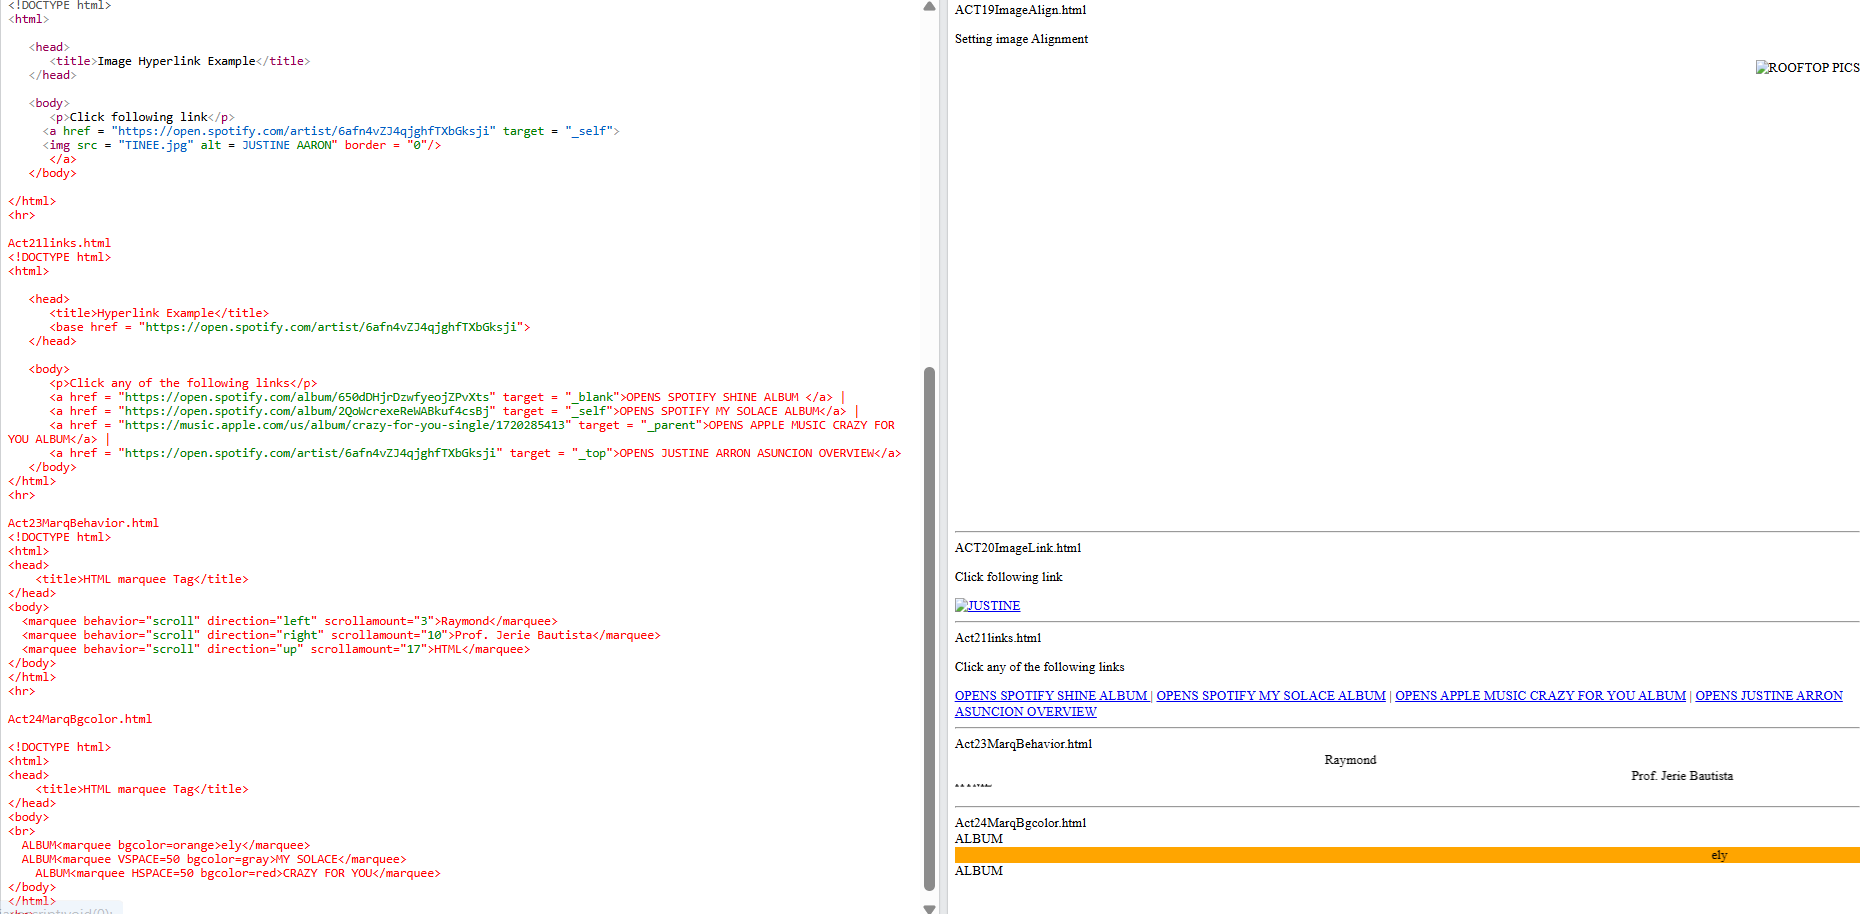 <!DOCTYPE html>
<html>
<head>
<title>Image Hyperlink Example</title>
</head>
<body>
<p>Click following link</p>
<a href = "https://open.spotify.com/artist/6afn4vZJ4qjghfTXbGksji" target = "_self">
<img src = "TINEE.jpg" alt = JUSTINE AARON" border = "0"/>
</a>
</body>
</html>
<hr>
Act21links.html
<!DOCTYPE html>
<html>
<head>
<title>Hyperlink Example</title>
<base href = "https://open.spotify.com/artist/6afn4vZJ4qjghfTXbGksji">
</head>
<body>
<p>Click any of the following links</p>
<a href = "https://open.spotify.com/album/650dDHjrDzwfyeojZPvXts" target = "_blank">OPENS SPOTIFY SHINE ALBUM </a> |
<a href = "https://open.spotify.com/album/2QoWcrexeReWABkuf4csBj" target = "_self">OPENS SPOTIFY MY SOLACE ALBUM</a> |
<a href = "https://music.apple.com/us/album/crazy-for-you-single/1720285413" target = "_parent">OPENS APPLE MUSIC CRAZY FOR
YOU ALBUM</a> |
<a href = "https://open.spotify.com/artist/6afn4vZJ4qjghfTXbGksji" target = "_top">OPENS JUSTINE ARRON ASUNCION OVERVIEW</a>
</body>
</html>
<hr>
Act23MarqBehavior.html
<!DOCTYPE html>
<html>
<head>
<title>HTML marquee Tag</title>
</head>
<body>
<marquee behavior="scroll" direction="left" scrollamount="3">Raymond</marquee>
<marquee behavior="scroll" direction="right" scrollamount="10">Prof. Jerie Bautista</marquee>
<marquee behavior="scroll" direction="up" scrollamount="17">HTML</marquee>
</body>
</html>
<hr>
Act24MarqBgcolor.html
<!DOCTYPE html>
<html>
<head>
<title>HTML marquee Tag</title>
</head>
<body>
<br>
ALBUM<marquee bgcolor=orange>ely</marquee>
ALBUM<marquee VSPACE=50 bgcolor=gray>MY SOLACE</marquee>
ALBUM<marquee HSPACE=50 bgcolor=red>CRAZY FOR YOU</marquee>
</body>
</html>
ACT19ImageAlign.html
Setting image Alignment
ROOFTOP PICS
ACT20ImageLink.html
Click following link
JUSTINE
Act21links.html
Click any of the following links
OPENS SPOTIFY SHINE ALBUM | OPENS SPOTIFY MY SOLACE ALBUM | OPENS APPLE MUSIC CRAZY FOR YOU ALBUM | OPENS JUSTINE ARRON
ASUNCION OVERVIEW
Act23MarqBehavior.html
Raymond
Prof. Jerie Bautista
Act24MarqBgcolor.html
ALBUM
ely
ALBUM